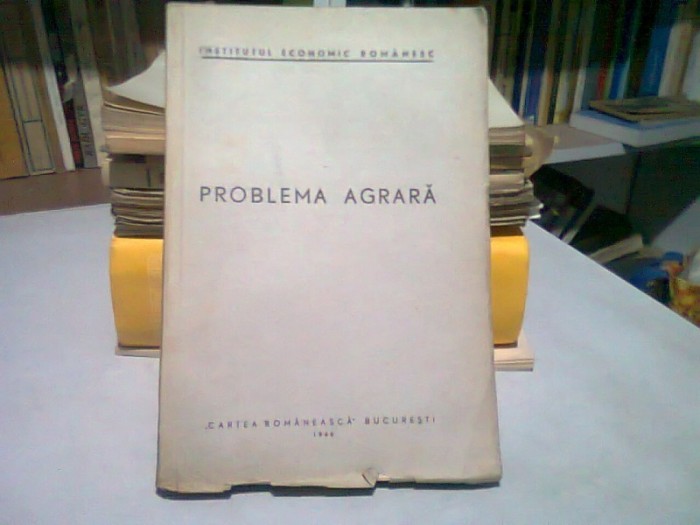 INSTITUTUL ECONOMIC ROMÂNESC
PROBLEMA AGRARĂ
„CARTEA ROMÂNEASCĂ" BUCUREŞTI